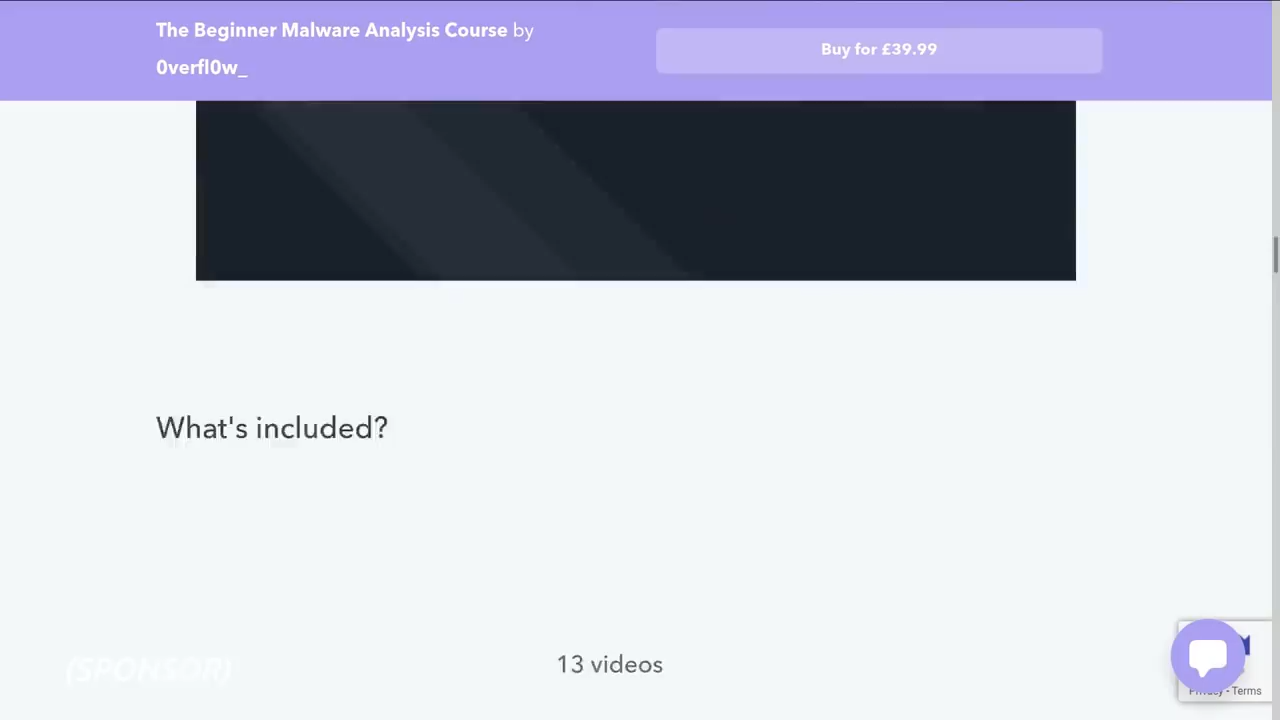 The Beginner Malware Analysis Course by
0verfl0w_
Buy for £39.99
What's included?
13 videos
(SPONSOR)
Privacy - Terms